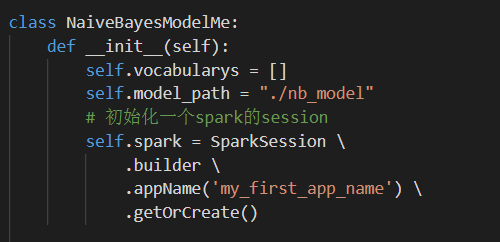 class NaiveBayesModelMe:
    def __init__(self):
        self.vocabularys = []
        self.model_path = "./nb_model"
        # 初始化一个spark的session
        self.spark = SparkSession \
            .builder \
            .appName('my_first_app_name') \
            .getOrCreate()